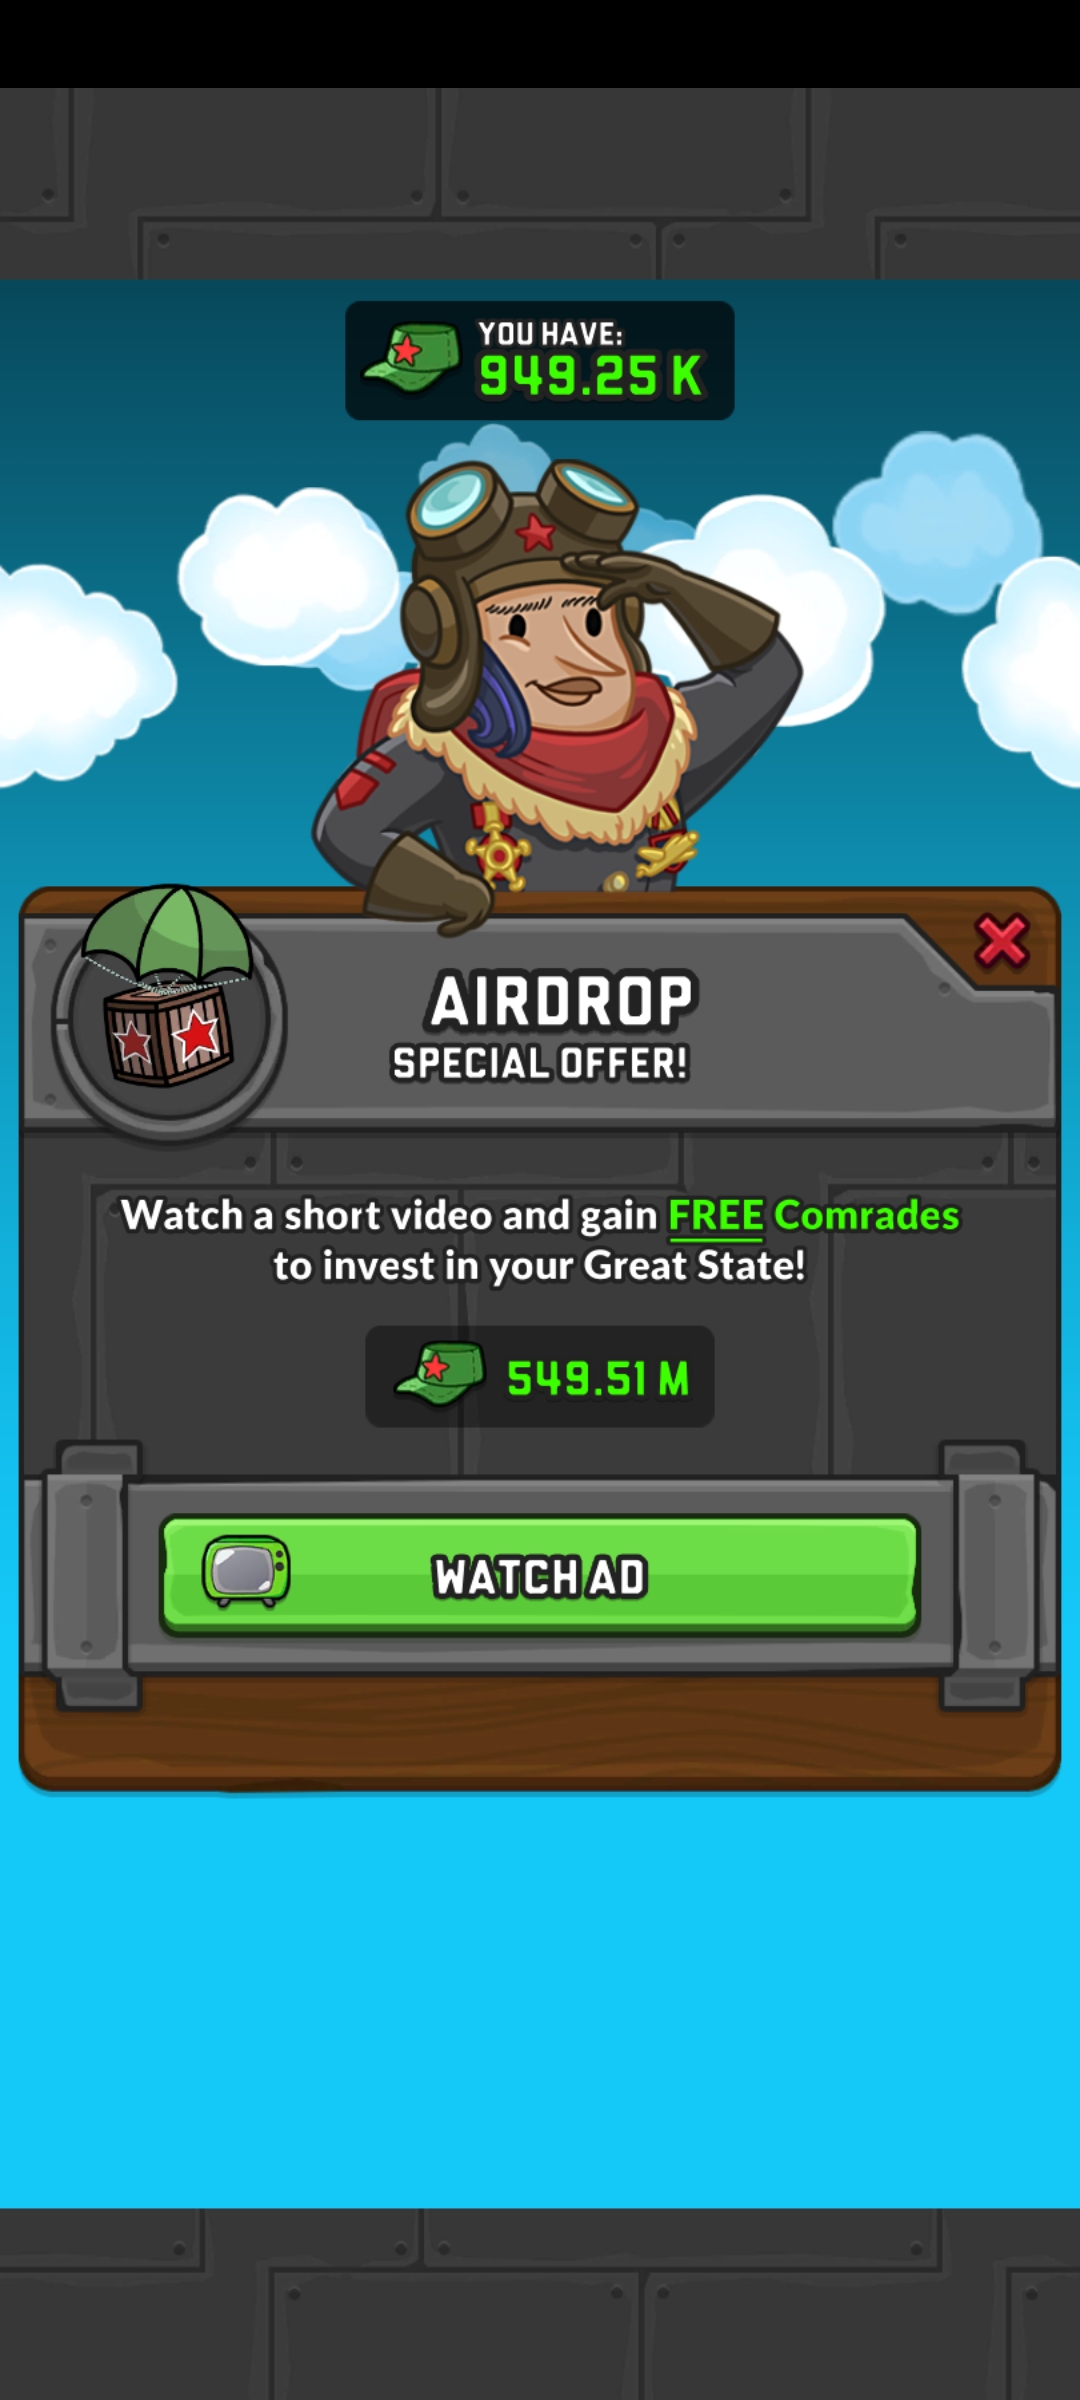 YOU HAVE:
949.25 K
AIRDROP
SPECIAL OFFER!
Watch a short video and gain FREE Comrades
to invest in your Great State!
549.51 M
WATCH AD